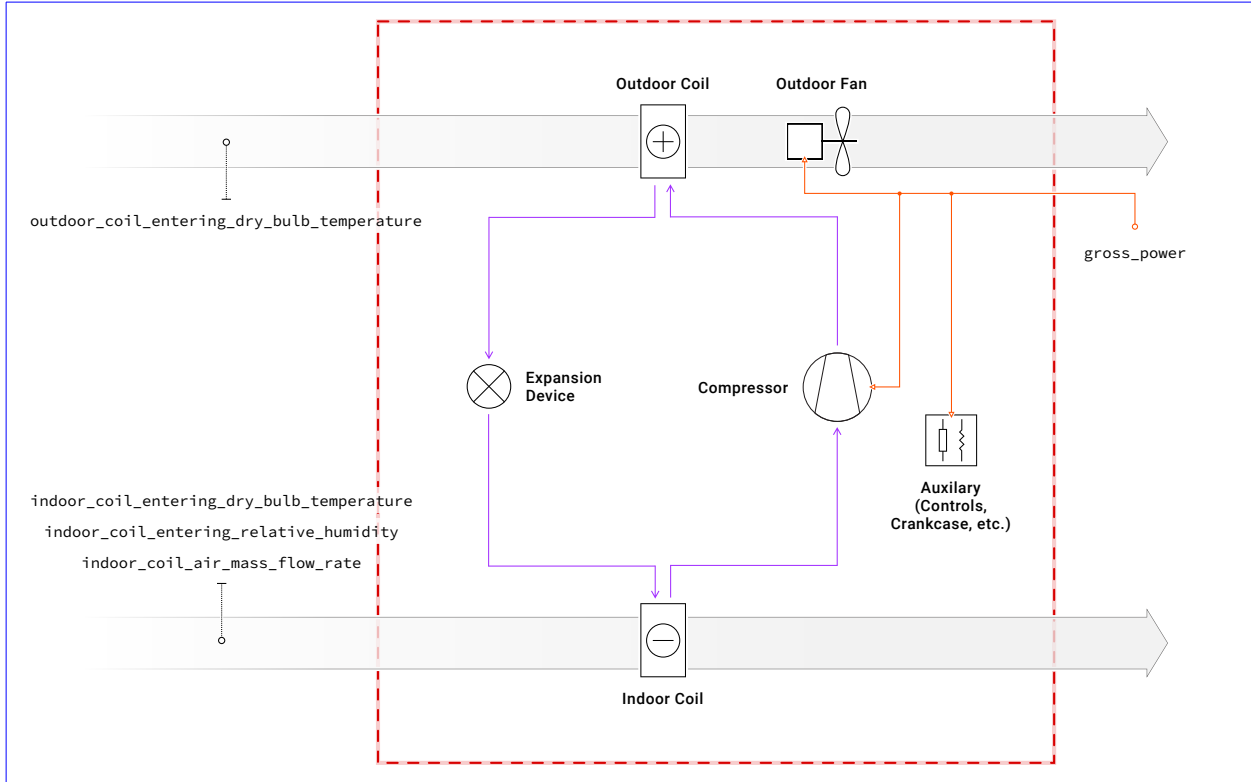 Outdoor Coil
Outdoor Fan
outdoor_coil_entering_dry_bulb_temperature
gross_power
Expansion
Device
Compressor
Auxilary
(Controls,
Crankcase, etc.)
indoor_coil_entering_dry_bulb_temperature
indoor_coil_entering_relative_humidity
indoor_coil_air_mass_flow_rate
Indoor Coil